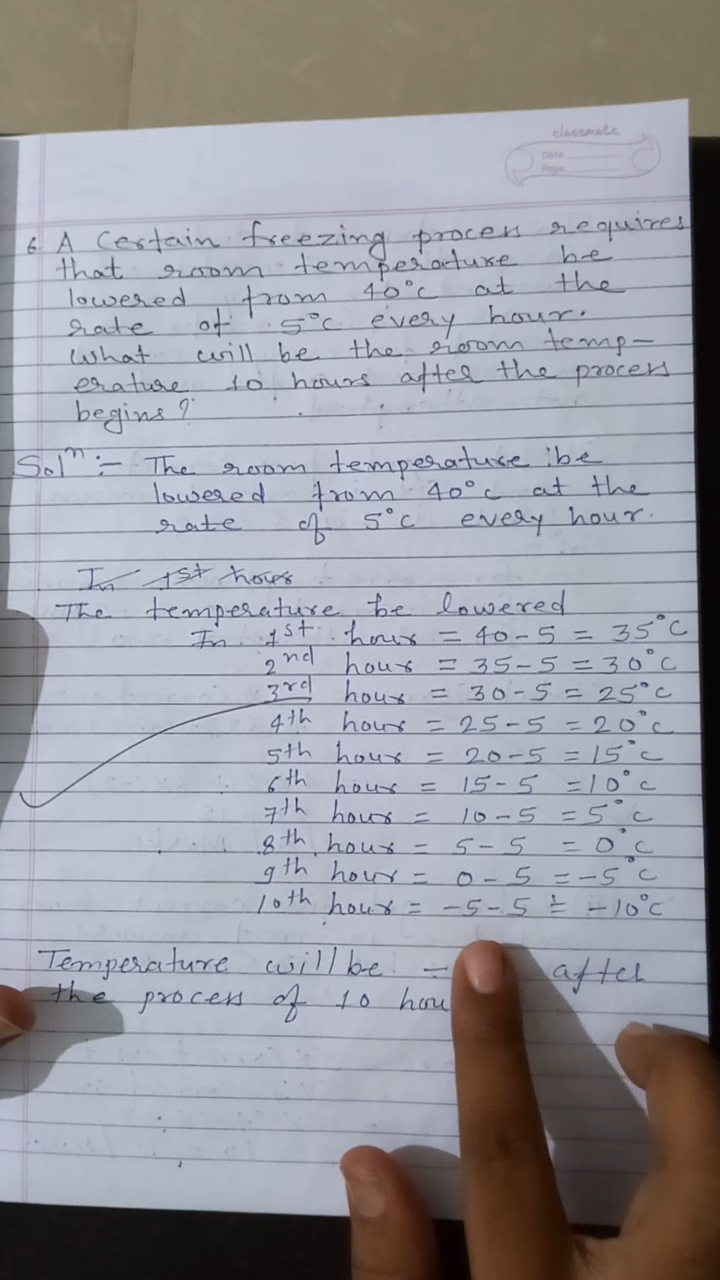 classmate
Date
Page
6. A Certain freezing process requires
that room temperature be
lowered from 40°C at the
rate of 5°C every hour.
What will be the room temp-
erature 10 hours after the process
begins?
Solⁿ :- The room temperature be
lowered from 40°C at the
rate of 5°C every hour.
In 1st hour
The temperature be lowered
In 1st hour = 40-5 = 35°C
2nd hour = 35-5 = 30°C
3rd hour = 30-5 = 25°C
4th hour = 25-5 = 20°C
5th hour = 20-5 = 15°C
6th hour = 15-5 = 10°C
7th hour = 10-5 = 5°C
8th hour = 5-5 = 0°C
9th hour = 0-5 = -5°C
10th hour = -5-5 = -10°C
Temperature will be - after
the process of 10 hou